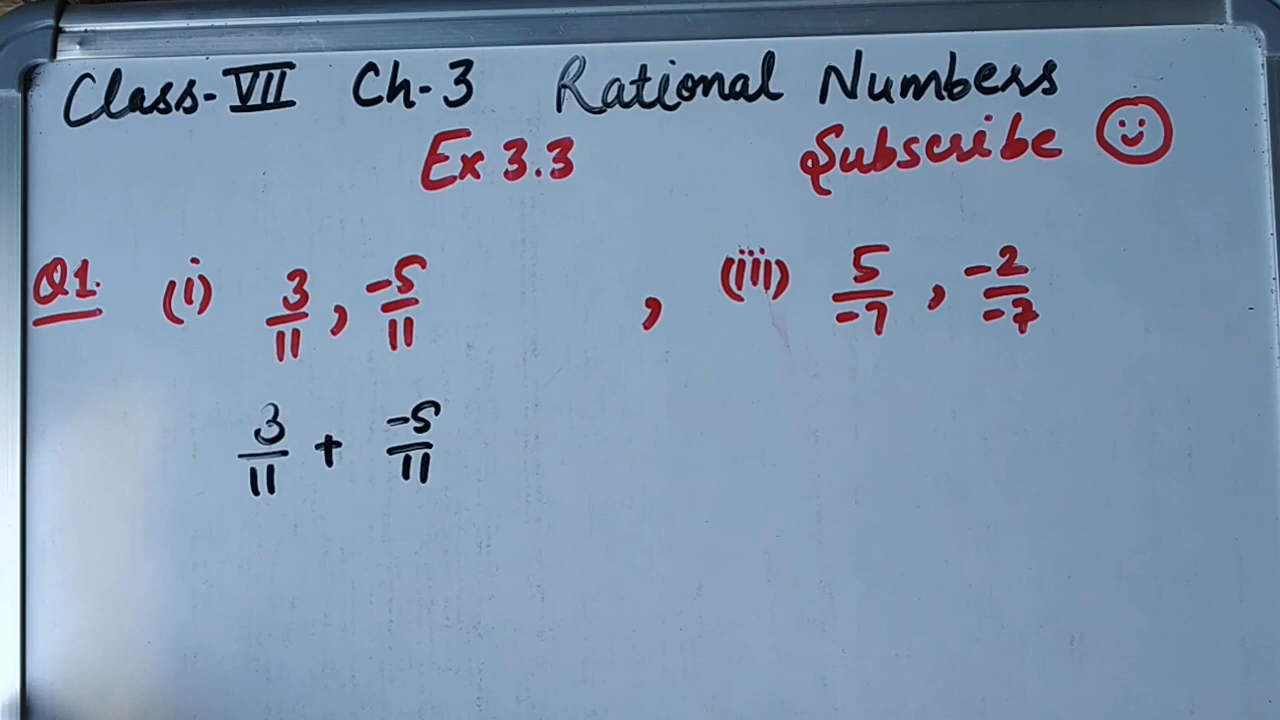 Class-VII Ch-3 Rational Numbers
Ex 3.3 Subscribe
Q1. (i) 3/11 , -5/11 , (iii) 5/-7 , -2/-7
3/11 + -5/11